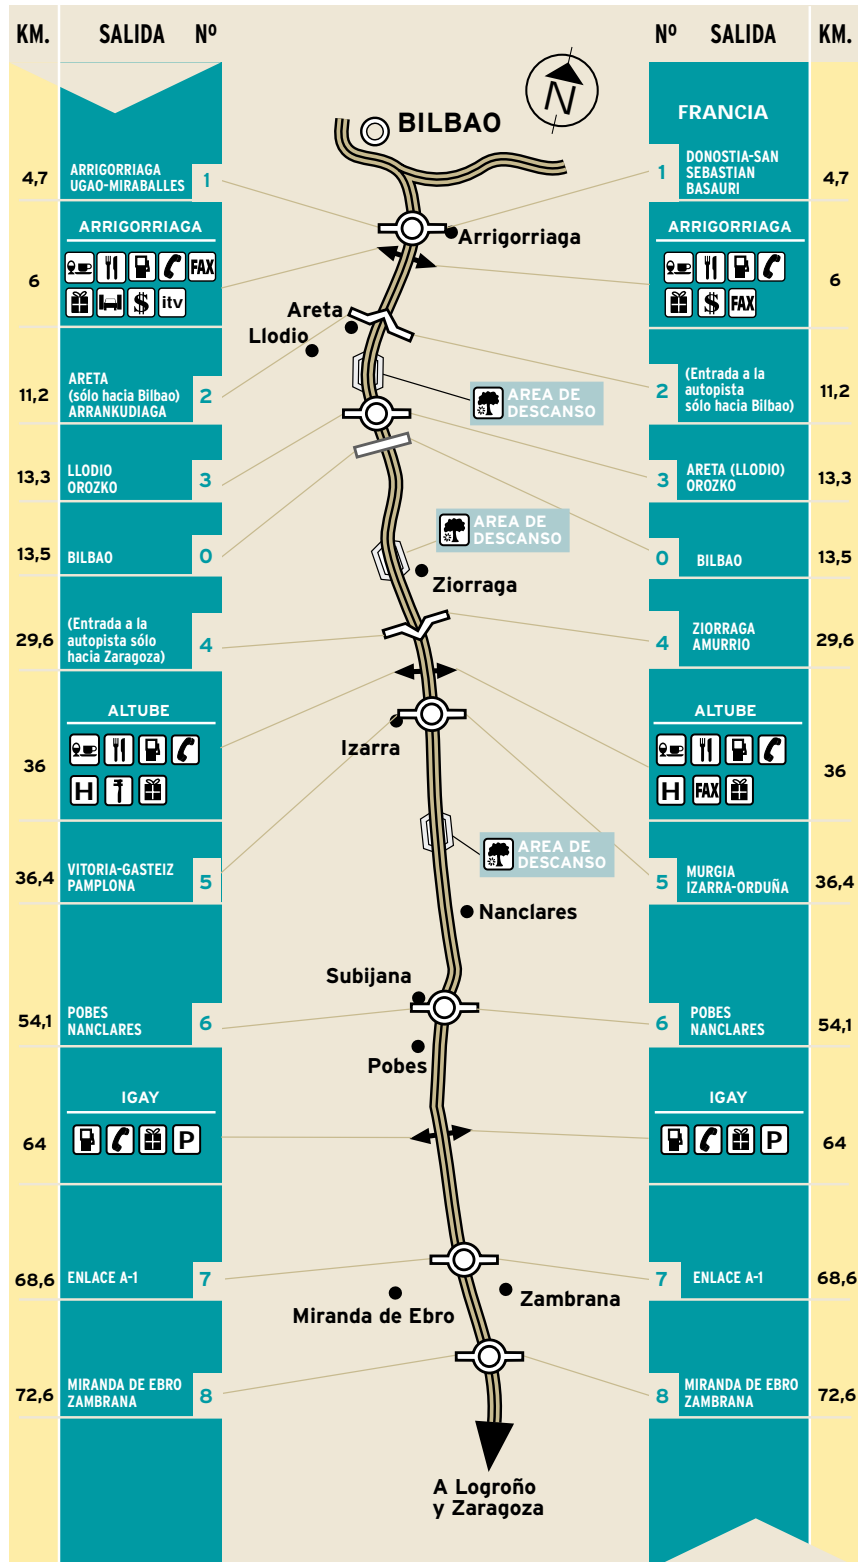 KM.
SALIDA
Nº
4,7
ARRIGORRIAGA
UGAO-MIRABALLES
1
6
ARRIGORRIAGA
FAX
$
itv
11,2
ARETA
(sólo hacia Bilbao)
ARRANKUDIAGA
2
13,3
LLODIO
OROZKO
3
13,5
BILBAO
0
29,6
(Entrada a la
autopista sólo
hacia Zaragoza)
4
36
ALTUBE
H
36,4
VITORIA-GASTEIZ
PAMPLONA
5
54,1
POBES
NANCLARES
6
64
IGAY
P
68,6
ENLACE A-1
7
72,6
MIRANDA DE EBRO
ZAMBRANA
8
N
BILBAO
Arrigorriaga
Areta
Llodio
AREA DE
DESCANSO
AREA DE
DESCANSO
Ziorraga
Izarra
AREA DE
DESCANSO
Nanclares
Subijana
Pobes
Zambrana
Miranda de Ebro
A Logroño
y Zaragoza
Nº
SALIDA
KM.
FRANCIA
1
DONOSTIA-SAN
SEBASTIAN
BASAURI
4,7
ARRIGORRIAGA
$
FAX
6
2
(Entrada a la
autopista
sólo hacia Bilbao)
11,2
3
ARETA (LLODIO)
OROZKO
13,3
0
BILBAO
13,5
4
ZIORRAGA
AMURRIO
29,6
ALTUBE
H
FAX
36
5
MURGIA
IZARRA-ORDUÑA
36,4
6
POBES
NANCLARES
54,1
IGAY
P
64
7
ENLACE A-1
68,6
8
MIRANDA DE EBRO
ZAMBRANA
72,6